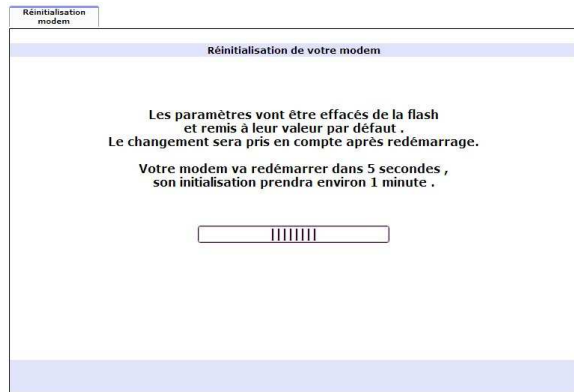 Réinitialisation
modem
Réinitialisation de votre modem
Les paramètres vont être effacés de la flash
et remis à leur valeur par défaut .
Le changement sera pris en compte après redémarrage.
Votre modem va redémarrer dans 5 secondes ,
son initialisation prendra environ 1 minute .